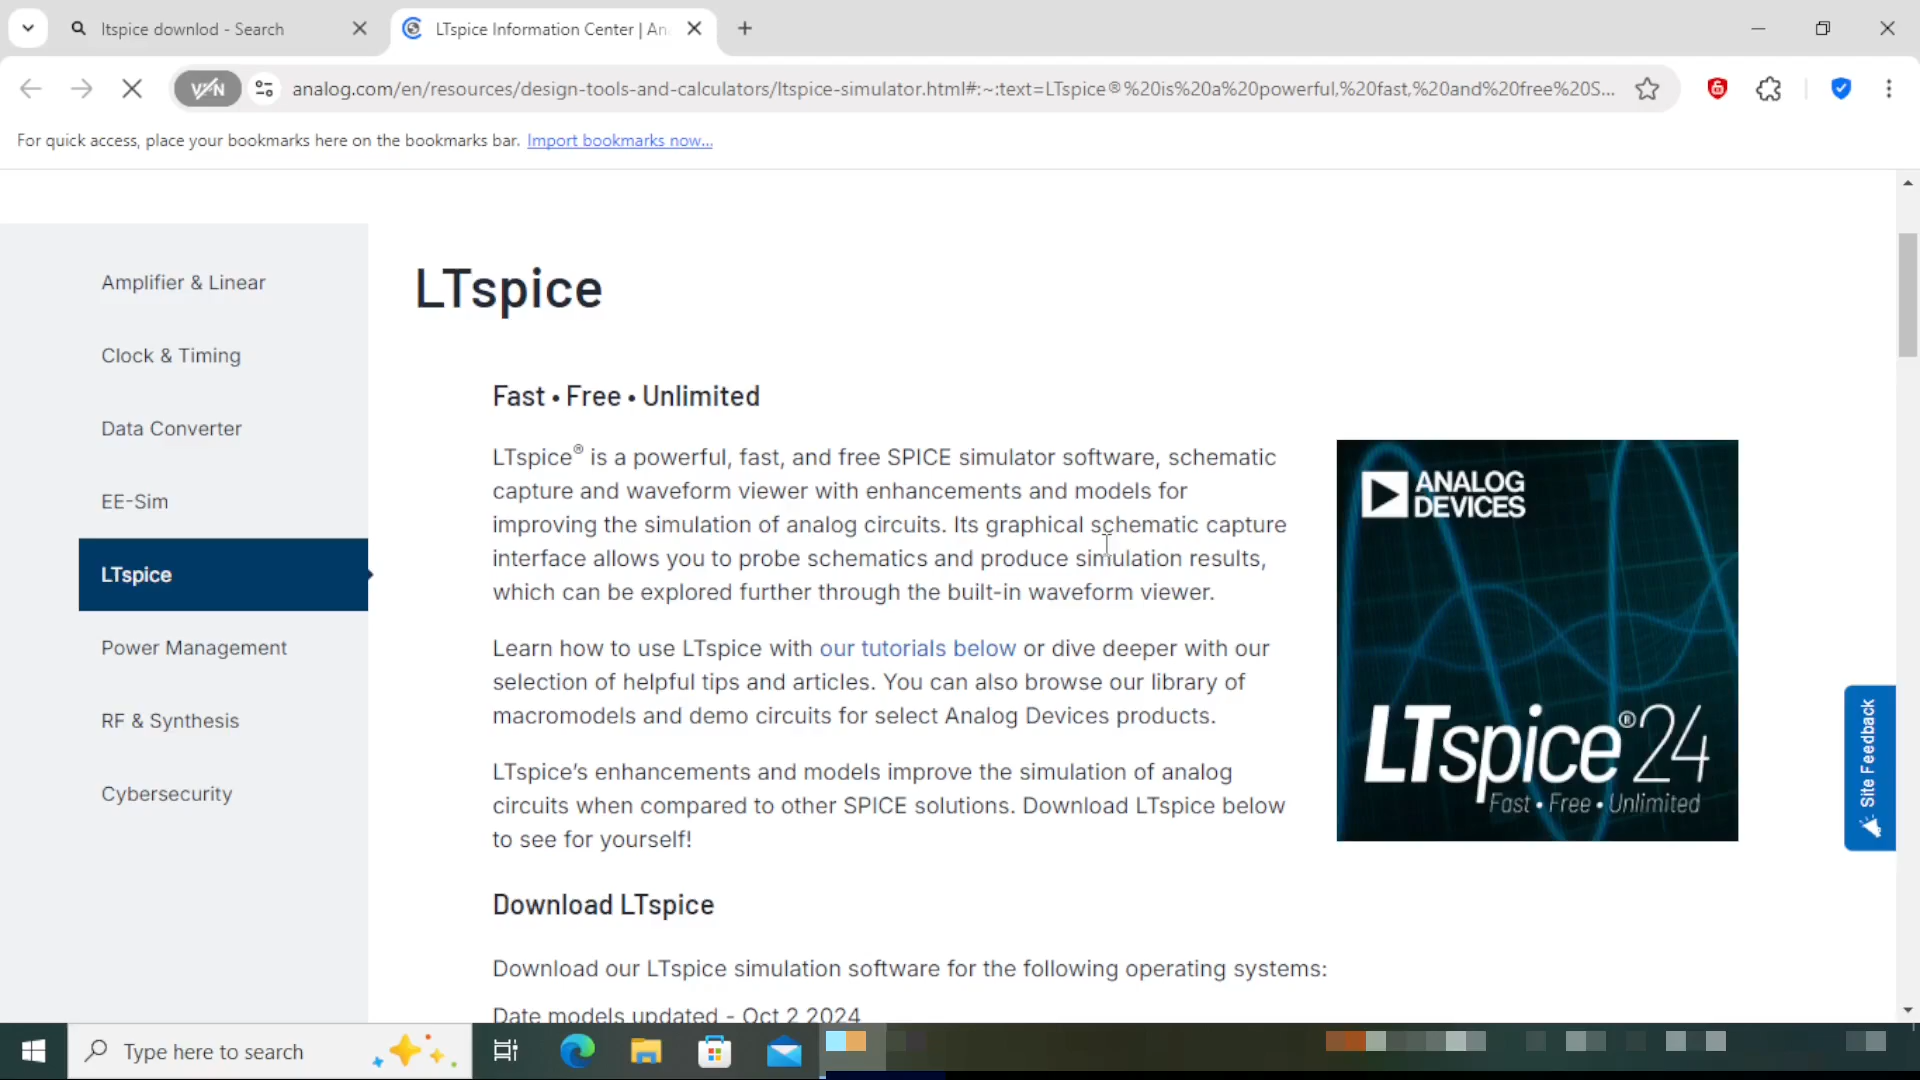 ltspice downlod - Search
LTspice Information Center | An
VPN
analog.com/en/resources/design-tools-and-calculators/ltspice-simulator.html#:~:text=LTspice®%20is%20a%20powerful,%20fast,%20and%20free%20S...
For quick access, place your bookmarks here on the bookmarks bar. Import bookmarks now...
Amplifier & Linear
Clock & Timing
Data Converter
EE-Sim
LTspice
Power Management
RF & Synthesis
Cybersecurity
LTspice
Fast • Free • Unlimited
LTspice® is a powerful, fast, and free SPICE simulator software, schematic
capture and waveform viewer with enhancements and models for
improving the simulation of analog circuits. Its graphical schematic capture
interface allows you to probe schematics and produce simulation results,
which can be explored further through the built-in waveform viewer.
Learn how to use LTspice with our tutorials below or dive deeper with our
selection of helpful tips and articles. You can also browse our library of
macromodels and demo circuits for select Analog Devices products.
LTspice's enhancements and models improve the simulation of analog
circuits when compared to other SPICE solutions. Download LTspice below
to see for yourself!
Download LTspice
Download our LTspice simulation software for the following operating systems:
Date models updated - Oct 2 2024
ANALOG
DEVICES
LTspice®24
Fast • Free • Unlimited
Site Feedback
Type here to search